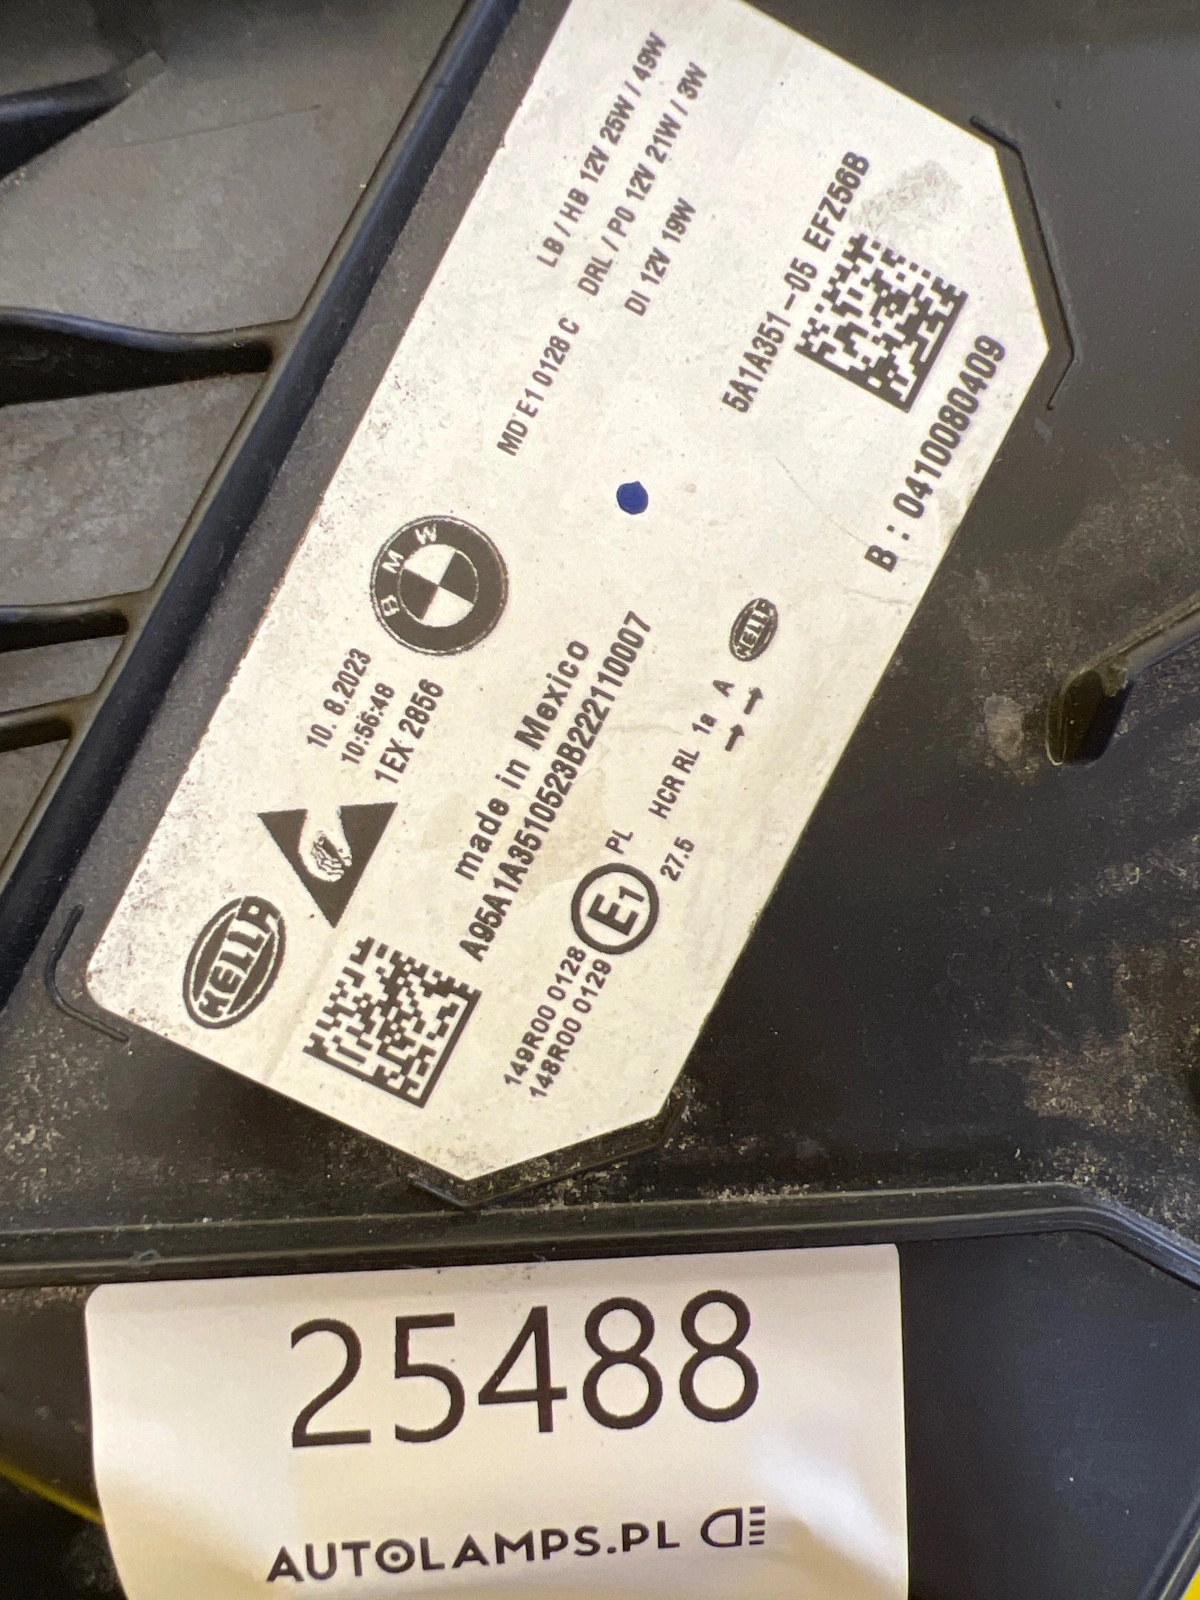 LB / HB 12V 25W / 49W
DRL / PO 12V 21W / 3W
DI 12V 19W
MD E1 0128 C
5A1A351-05 EFZ56B
B : 0410080409
BMW
10. 8.2023
10:56:48
1EX 2856
made in Mexico
A95A1A3510523B222110007
HELLA
HELLA
149R00 0128
148R00 0129
E1
PL
HCR RL 1a A
27.5
→ →
25488
AUTOLAMPS.PL